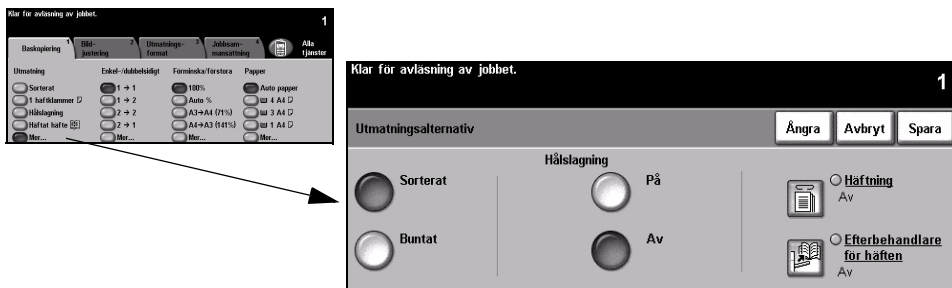 Klar för avläsning av jobbet.
1
Baskopiering 1
Bild-
justering 2
Utmatnings-
format 3
Jobbsam-
mansättning 4
Alla
tjänster
Utmatning
Enkel-/dubbelsidigt
Förminska/förstora
Papper
Sorterat
1 → 1
100%
Auto papper
1 häftklammer
1 → 2
Auto %
4 A4
Hålslagning
2 → 2
A3→A4 (71%)
3 A4
Häftat häfte
2 → 1
A4→A3 (141%)
1 A4
Mer...
Mer...
Mer...
Mer...
Klar för avläsning av jobbet.
1
Utmatningsalternativ
Ångra
Avbryt
Spara
Hålslagning
Sorterat
På
Häftning
Av
Buntat
Av
Efterbehandlare
för häften
Av